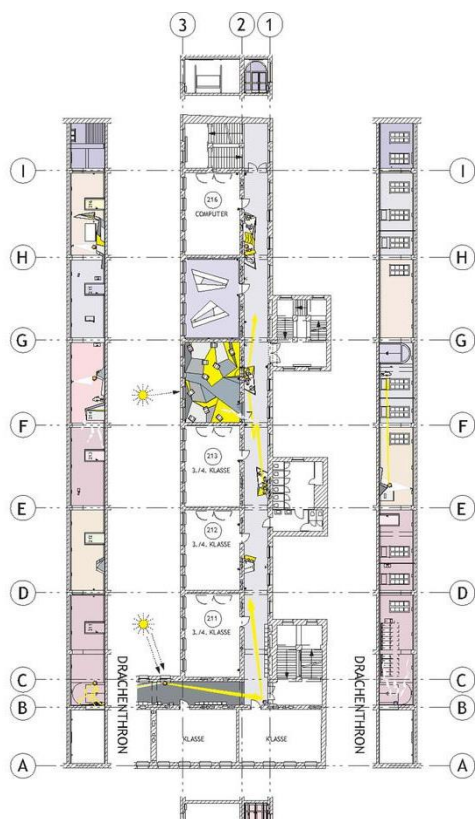 3
2
1
I
I
216
COMPUTER
H
H
G
G
F
F
213
3./4. KLASSE
E
E
212
3./4. KLASSE
D
D
211
3./4. KLASSE
DRACHENTHRON
DRACHENTHRON
C
C
B
B
KLASSE
KLASSE
A
A